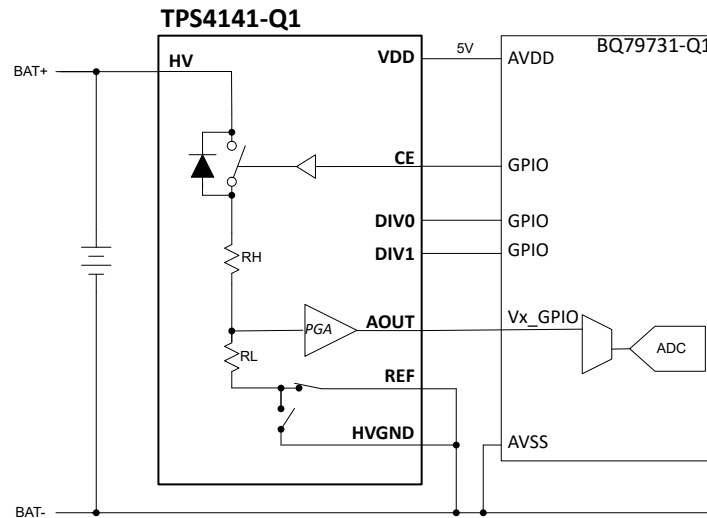 TPS4141-Q1
BQ79731-Q1
BAT+
HV
VDD
5V
AVDD
CE
GPIO
DIV0
GPIO
DIV1
GPIO
RH
PGA
AOUT
Vx_GPIO
ADC
RL
REF
HVGND
AVSS
BAT-